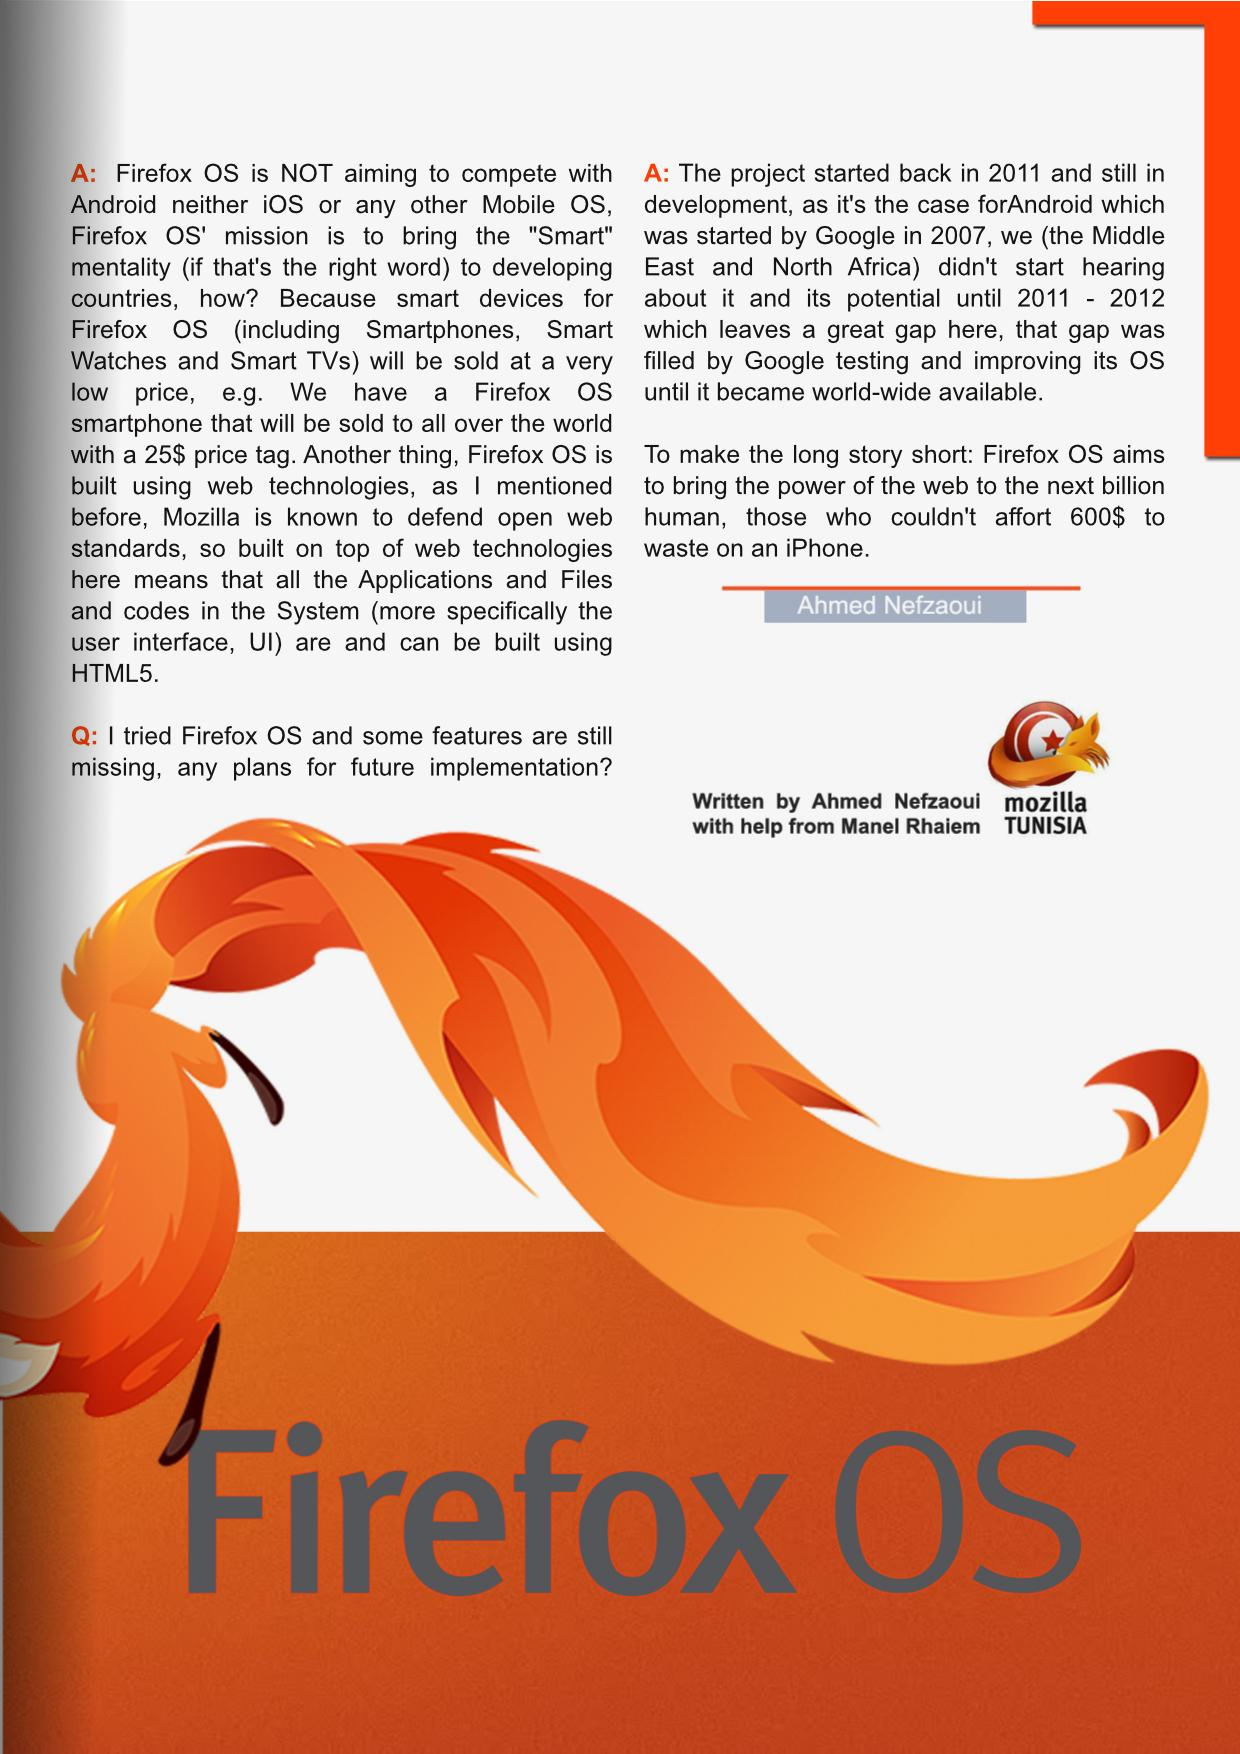 A: Firefox OS is NOT aiming to compete with
Android neither iOS or any other Mobile OS,
Firefox OS' mission is to bring the "Smart"
mentality (if that's the right word) to developing
countries, how? Because smart devices for
Firefox OS (including Smartphones, Smart
Watches and Smart TVs) will be sold at a very
low price, e.g. We have a Firefox OS
smartphone that will be sold to all over the world
with a 25$ price tag. Another thing, Firefox OS is
built using web technologies, as I mentioned
before, Mozilla is known to defend open web
standards, so built on top of web technologies
here means that all the Applications and Files
and codes in the System (more specifically the
user interface, UI) are and can be built using
HTML5.
Q: I tried Firefox OS and some features are still
missing, any plans for future implementation?
A: The project started back in 2011 and still in
development, as it's the case forAndroid which
was started by Google in 2007, we (the Middle
East and North Africa) didn't start hearing
about it and its potential until 2011 - 2012
which leaves a great gap here, that gap was
filled by Google testing and improving its OS
until it became world-wide available.
To make the long story short: Firefox OS aims
to bring the power of the web to the next billion
human, those who couldn't affort 600$ to
waste on an iPhone.
Ahmed Nefzaoui
Written by Ahmed Nefzaoui
with help from Manel Rhaiem
mozilla
TUNISIA
Firefox OS